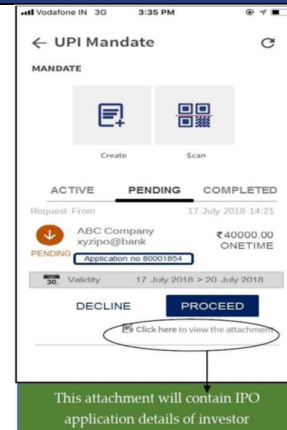 Vodafone IN 3G 3:35 PM
← UPI Mandate
MANDATE
Create Scan
ACTIVE PENDING COMPLETED
Request From 17 July 2018 14:21
ABC Company ₹40000.00
xyzipo@bank ONETIME
PENDING Application no 80001854
30 Validity 17 July 2018 > 20 July 2018
DECLINE PROCEED
Click here to view the attachment
This attachment will contain IPO
application details of investor